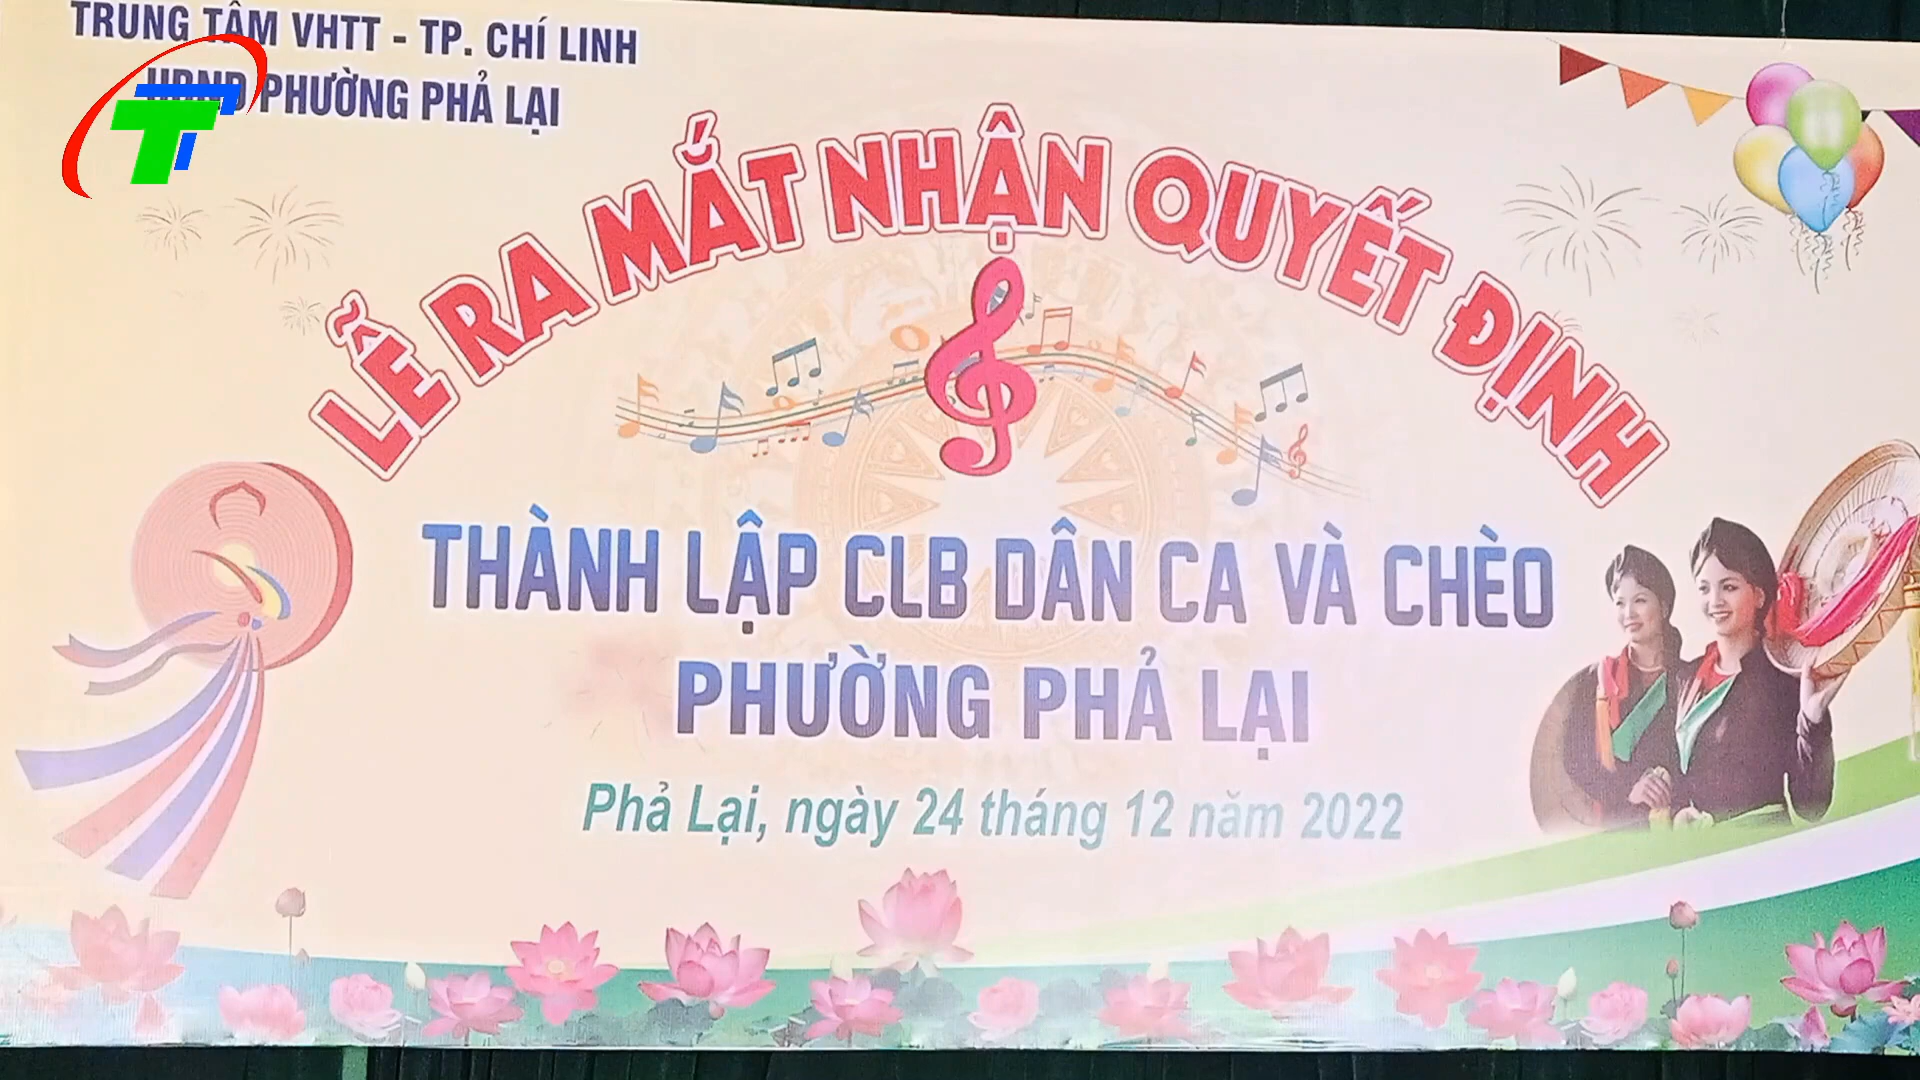 TRUNG TÂM VHTT - TP. CHÍ LINH
UBND PHƯỜNG PHẢ LẠI
LỄ RA MẮT NHẬN QUYẾT ĐỊNH
THÀNH LẬP CLB DÂN CA VÀ CHÈO
PHƯỜNG PHẢ LẠI
Phả Lại, ngày 24 tháng 12 năm 2022